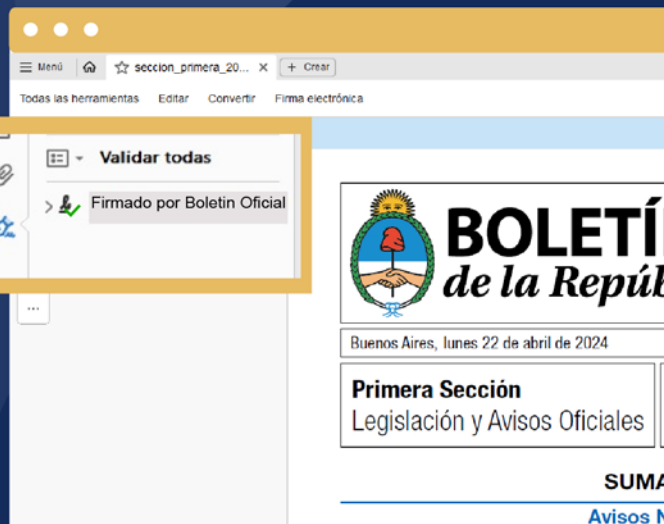 Menú
seccion_primera_20...
+ Crear
Todas las herramientas Editar Convertir Firma electrónica
Validar todas
Firmado por Boletin Oficial
BOLETÍ
de la Repúb
Buenos Aires, lunes 22 de abril de 2024
Primera Sección
Legislación y Avisos Oficiales
SUMA
Avisos N